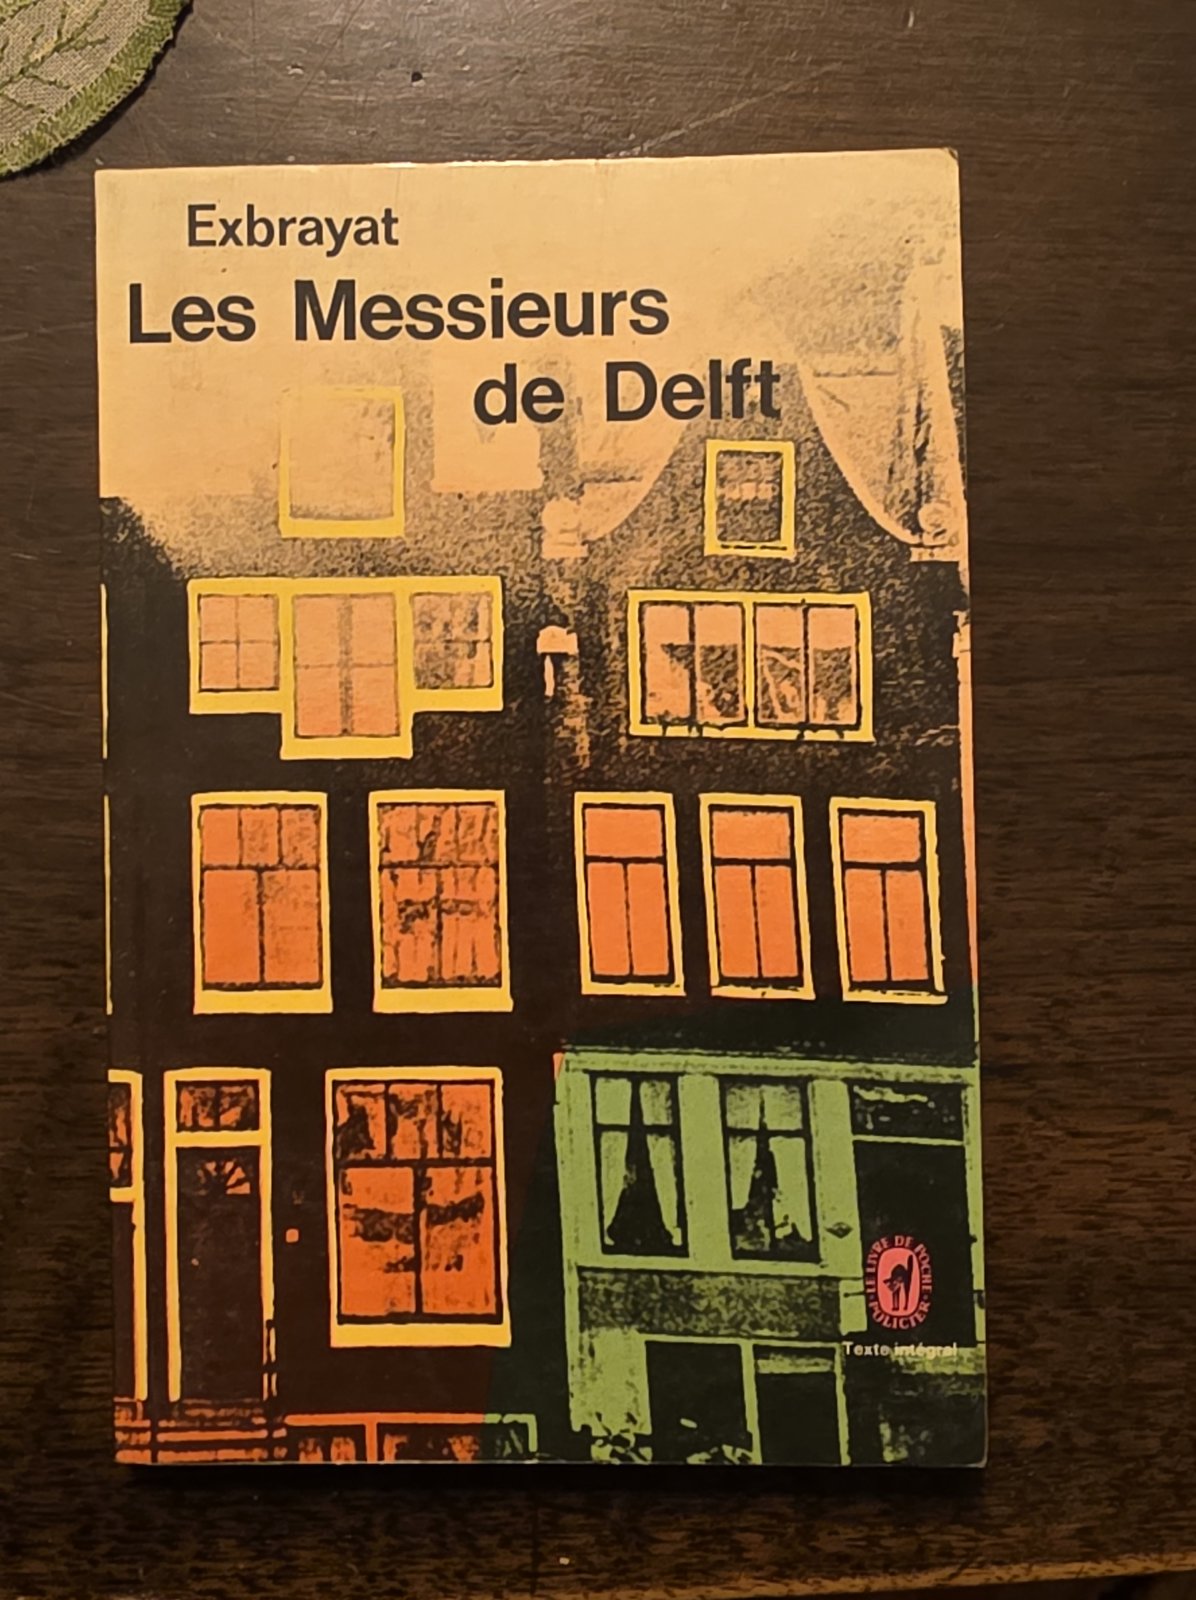 Exbrayat
Les Messieurs
de Delft
LE LIVRE DE POCHE
POLICIER
Texte intégral